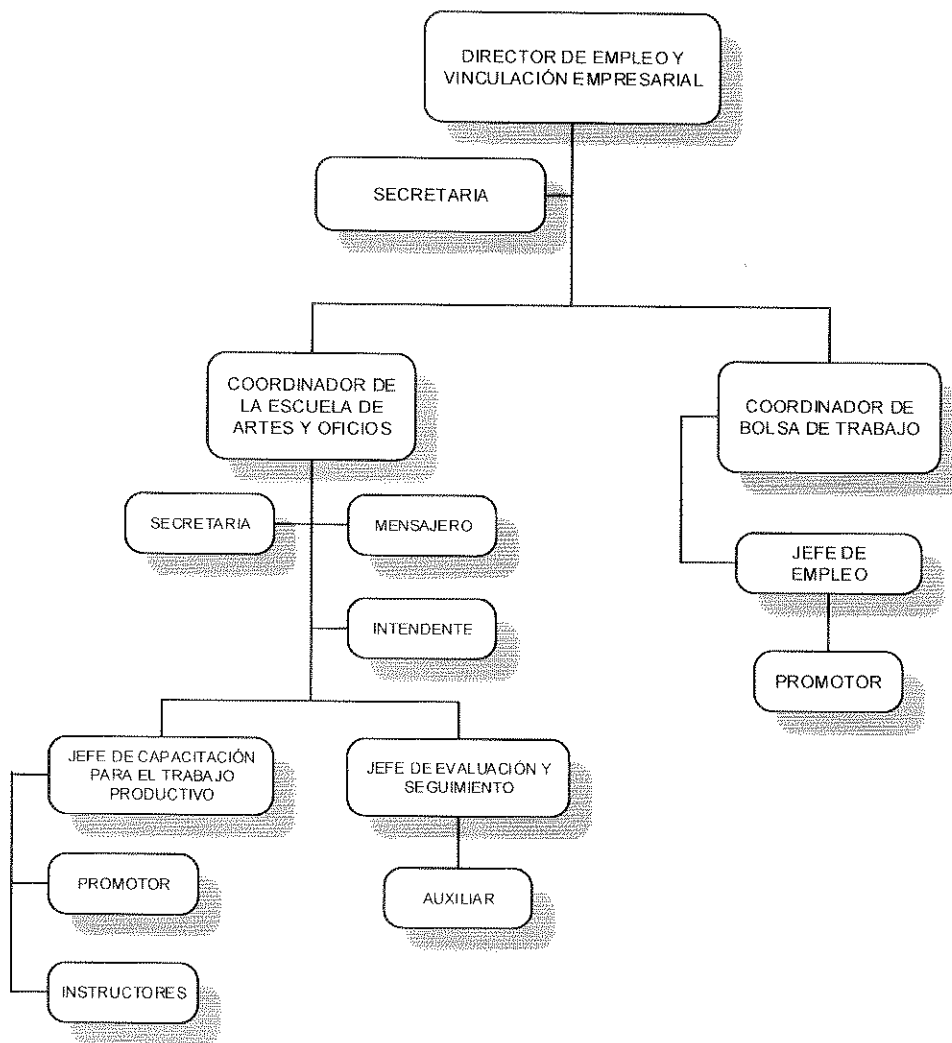 DIRECTOR DE EMPLEO Y
VINCULACIÓN EMPRESARIAL
SECRETARIA
COORDINADOR DE
LA ESCUELA DE
ARTES Y OFICIOS
COORDINADOR DE
BOLSA DE TRABAJO
SECRETARIA
MENSAJERO
JEFE DE
EMPLEO
INTENDENTE
PROMOTOR
JEFE DE CAPACITACIÓN
PARA EL TRABAJO
PRODUCTIVO
JEFE DE EVALUACIÓN Y
SEGUIMIENTO
PROMOTOR
AUXILIAR
INSTRUCTORES